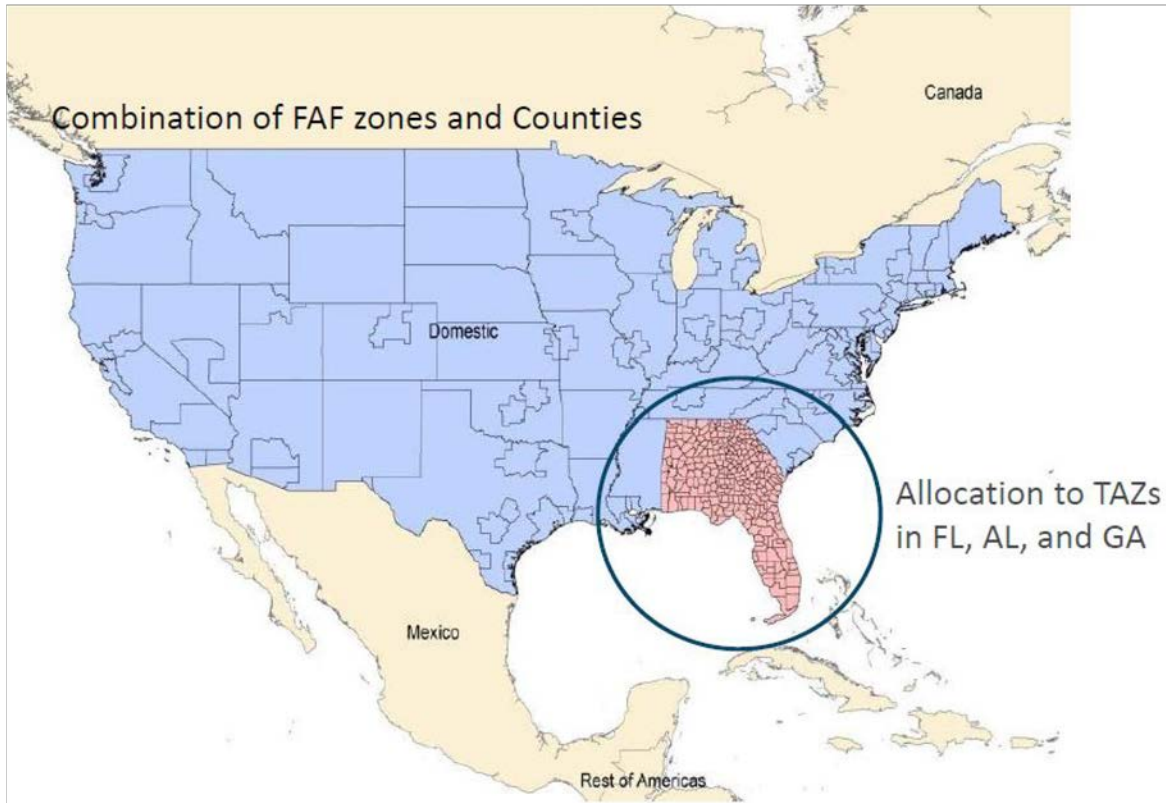 Canada
Combination of FAF zones and Counties
Domestic
Allocation to TAZs
in FL, AL, and GA
Mexico
Rest of Americas